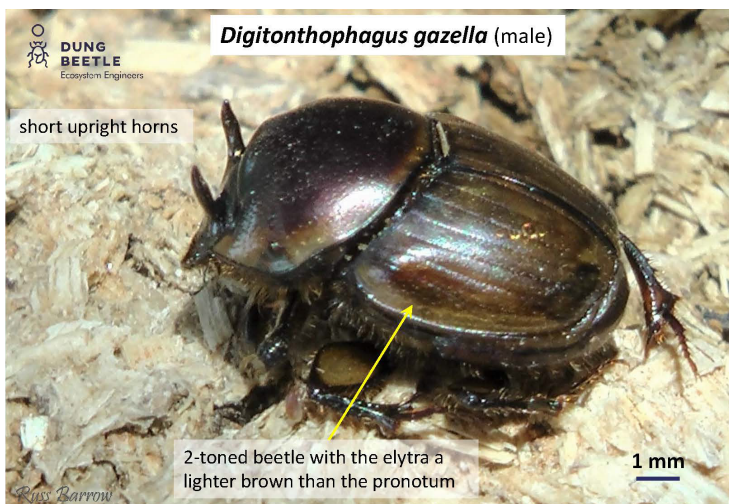 DUNG
BEETLE
Ecosystem Engineers
Digitonthophagus gazella (male)
short upright horns
2-toned beetle with the elytra a
lighter brown than the pronotum
1 mm
Russ Barrow